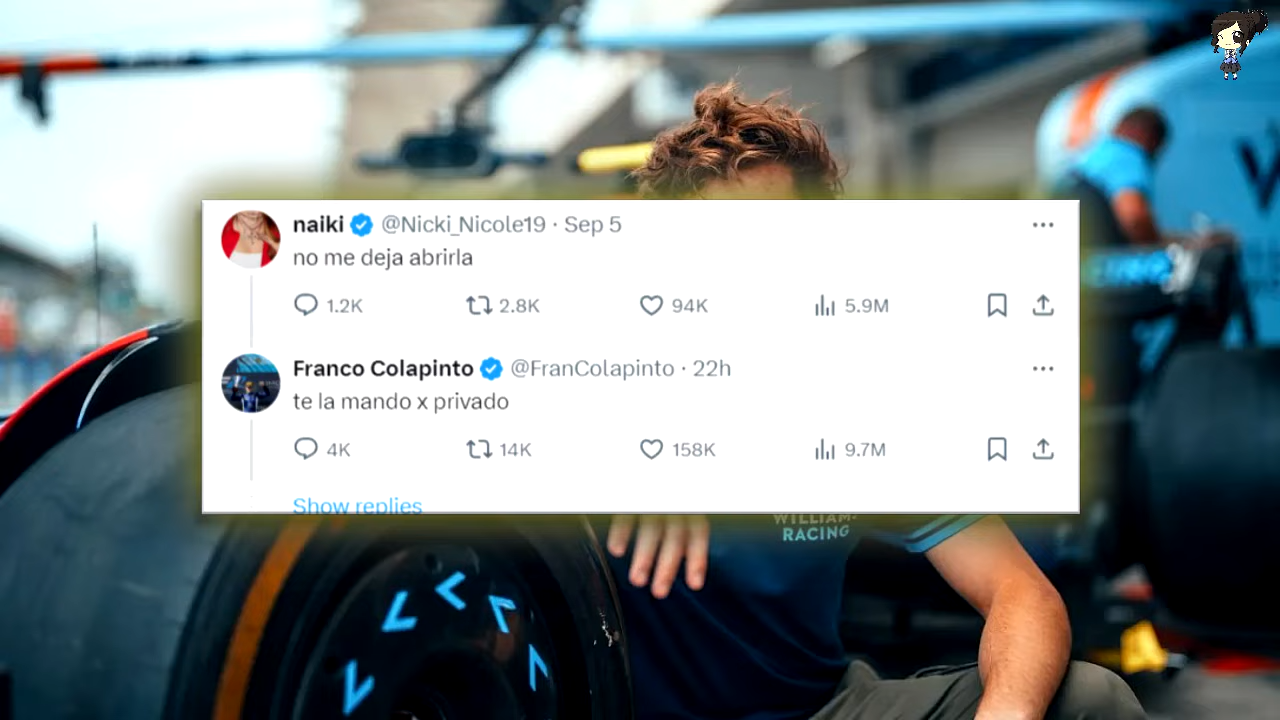 naiki @Nicki_Nicole19 · Sep 5
no me deja abrirla
1.2K 2.8K 94K 5.9M
Franco Colapinto @FranColapinto · 22h
te la mando x privado
4K 14K 158K 9.7M
Show replies
WILLIAMS
RACING